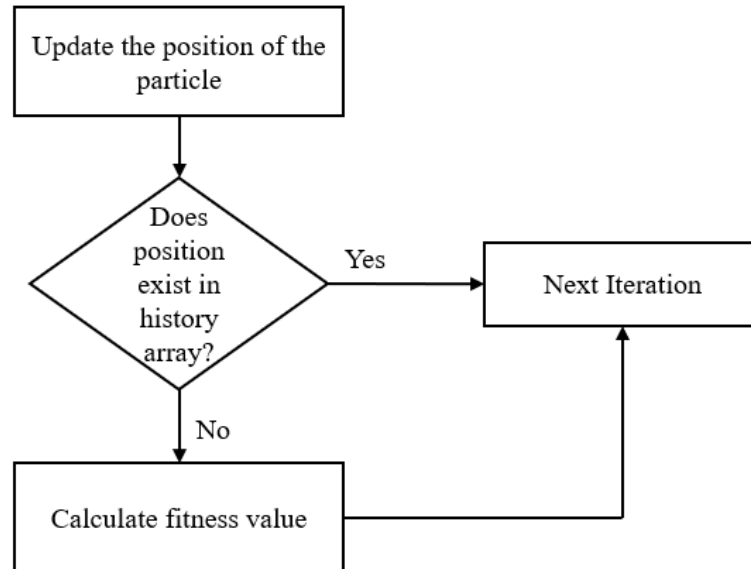 Update the position of the
particle
Does
position
exist in
history
array?
Yes
Next Iteration
No
Calculate fitness value